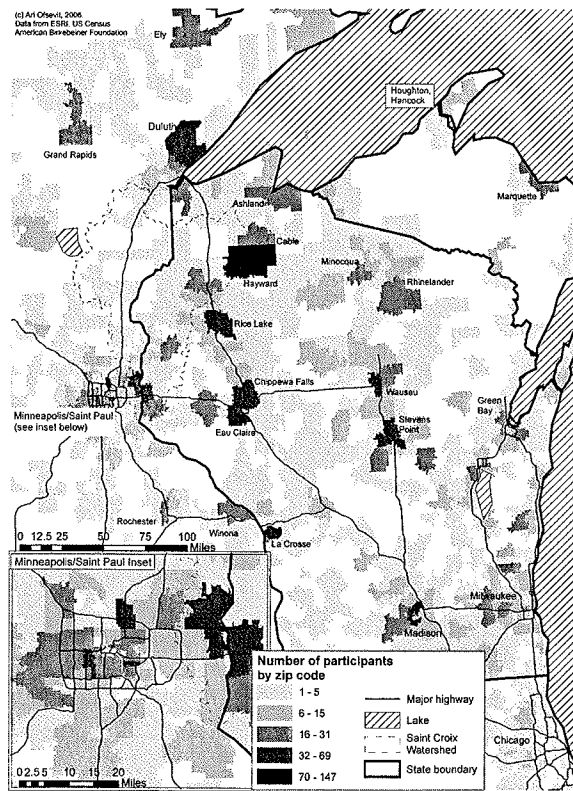 (c) Ari Ofsevit, 2006.
Data from ESRI, US Census
American Birkebeiner Foundation
Ely
Houghton,
Hancock
Duluth
Grand Rapids
Ashland
Marquette
Cable
Minocqua
Hayward
Rhinelander
Rice Lake
Chippewa Falls
Wausau
Minneapolis/Saint Paul
(see inset below)
Green
Bay
Stevens
Point
Eau Claire
Rochester
Winona
0 12.5 25 50 75 100
Miles
La Crosse
Minneapolis/Saint Paul Inset
Milwaukee
Madison
Number of participants
by zip code
1 - 5
6 - 15
16 - 31
32 - 69
70 - 147
Major highway
Lake
Saint Croix
Watershed
State boundary
Chicago
0 2.5 5 10 15 20
Miles